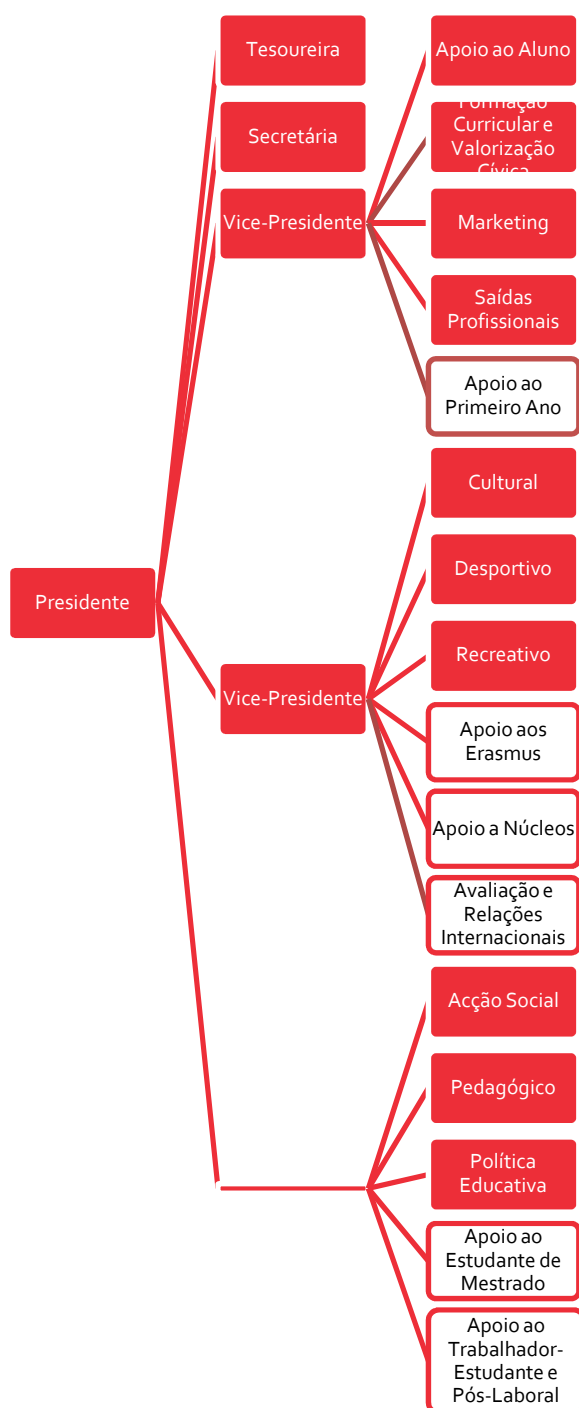 Tesoureira
Secretária
Vice-Presidente
Apoio ao Aluno
Formação
Curricular e
Valorização
Cívica
Marketing
Saídas
Profissionais
Apoio ao
Primeiro Ano
Presidente
Vice-Presidente
Cultural
Desportivo
Recreativo
Apoio aos
Erasmus
Apoio a Núcleos
Avaliação e
Relações
Internacionais
Acção Social
Pedagógico
Política
Educativa
Apoio ao
Estudante de
Mestrado
Apoio ao
Trabalhador-
Estudante e
Pós-Laboral